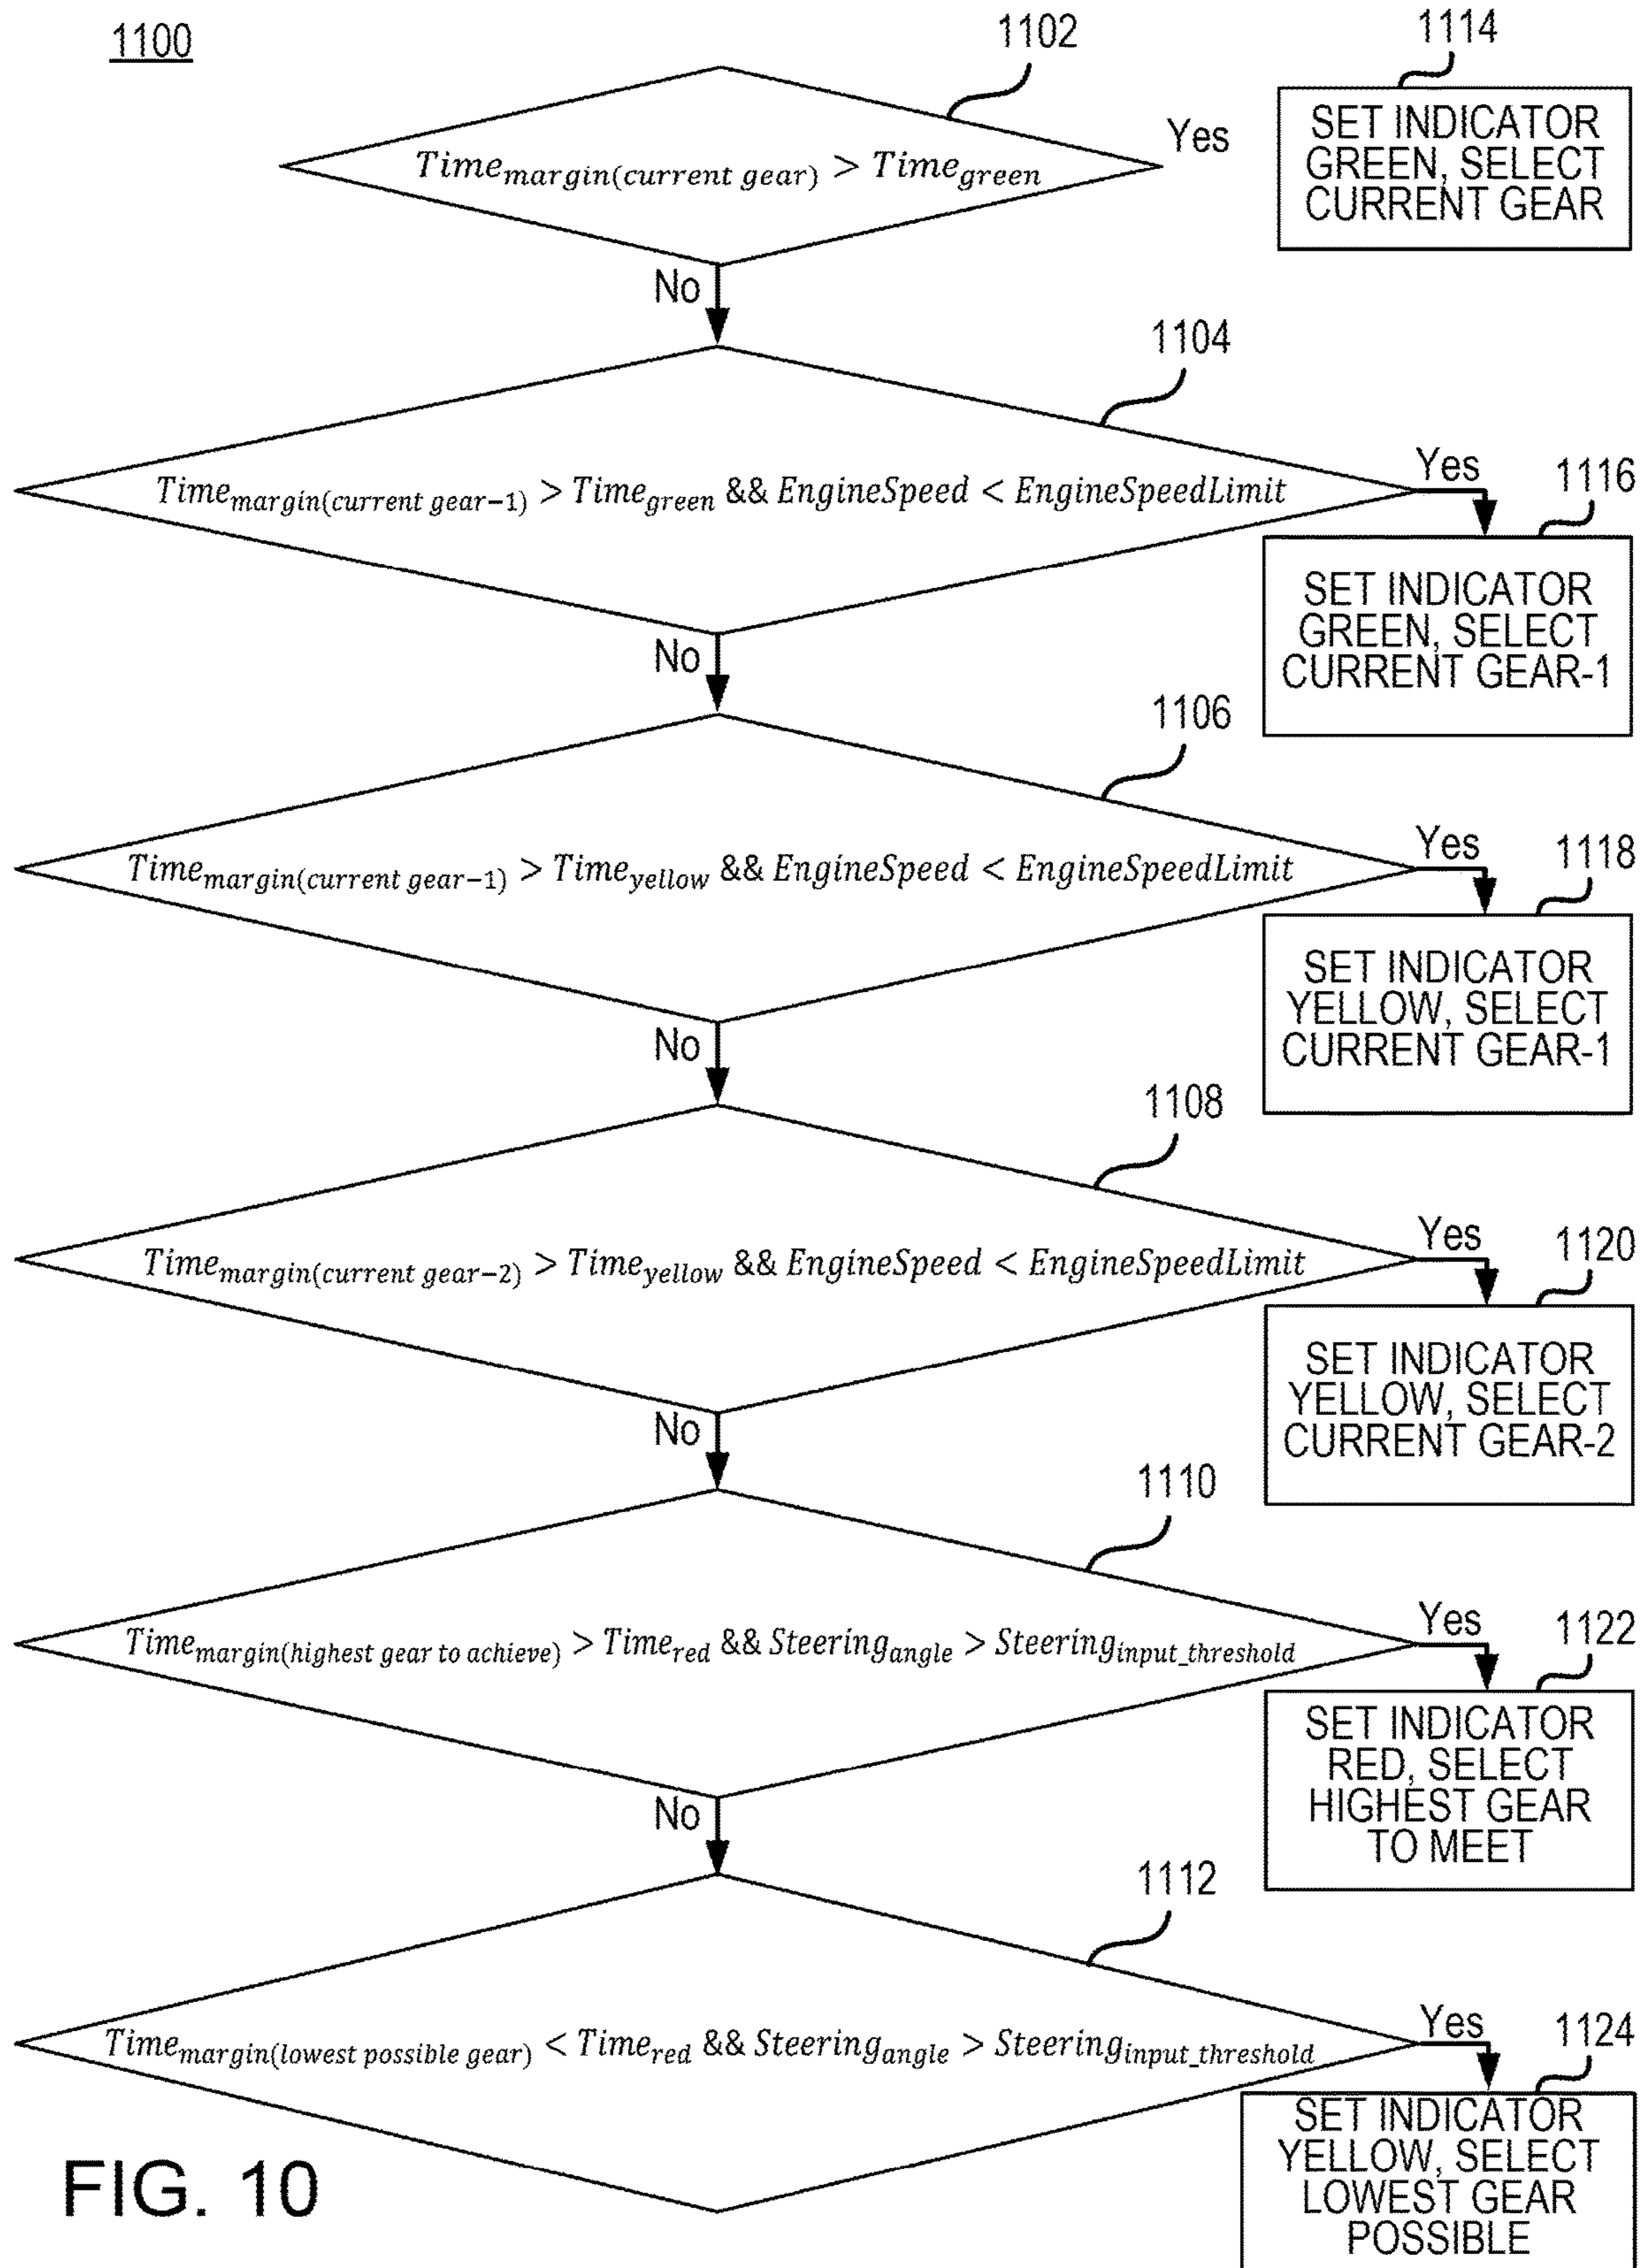 1100
1102
1114
Time_margin(current gear) > Time_green
Yes
SET INDICATOR
GREEN, SELECT
CURRENT GEAR
No
1104
Time_margin(current gear−1) > Time_green && EngineSpeed < EngineSpeedLimit
Yes
1116
SET INDICATOR
GREEN, SELECT
CURRENT GEAR-1
No
1106
Time_margin(current gear−1) > Time_yellow && EngineSpeed < EngineSpeedLimit
Yes
1118
SET INDICATOR
YELLOW, SELECT
CURRENT GEAR-1
No
1108
Time_margin(current gear−2) > Time_yellow && EngineSpeed < EngineSpeedLimit
Yes
1120
SET INDICATOR
YELLOW, SELECT
CURRENT GEAR-2
No
1110
Time_margin(highest gear to achieve) > Time_red && Steering_angle > Steering_input_threshold
Yes
1122
SET INDICATOR
RED, SELECT
HIGHEST GEAR
TO MEET
No
1112
Time_margin(lowest possible gear) < Time_red && Steering_angle > Steering_input_threshold
Yes
1124
SET INDICATOR
YELLOW, SELECT
LOWEST GEAR
POSSIBLE
FIG. 10